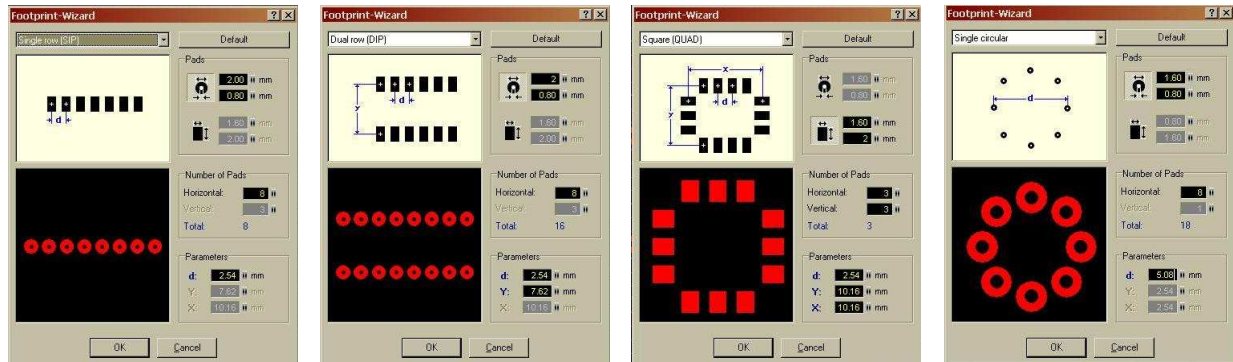 Footprint-Wizard
Single row (SIP)
Default
Pads
2.00 mm
0.80 mm
1.60 mm
2.00 mm
d
Number of Pads
Horizontal: 8
Vertical: 3
Total: 8
Parameters
d: 2.54 mm
Y: 7.62 mm
X: 10.16 mm
OK
Cancel
Footprint-Wizard
Dual row (DIP)
Default
Pads
2 mm
0.80 mm
1.60 mm
2.00 mm
d
Y
Number of Pads
Horizontal: 8
Vertical: 3
Total: 16
Parameters
d: 2.54 mm
Y: 7.62 mm
X: 10.16 mm
OK
Cancel
Footprint-Wizard
Square (QUAD)
Default
Pads
1.60 mm
0.80 mm
1.60 mm
2 mm
X
d
Y
Number of Pads
Horizontal: 3
Vertical: 3
Total: 3
Parameters
d: 2.54 mm
Y: 10.16 mm
X: 10.16 mm
OK
Cancel
Footprint-Wizard
Single circular
Default
Pads
1.60 mm
0.80 mm
0.80 mm
1.60 mm
d
Number of Pads
Horizontal: 8
Vertical: 1
Total: 18
Parameters
d: 5.08 mm
Y: 2.54 mm
X: 2.54 mm
OK
Cancel